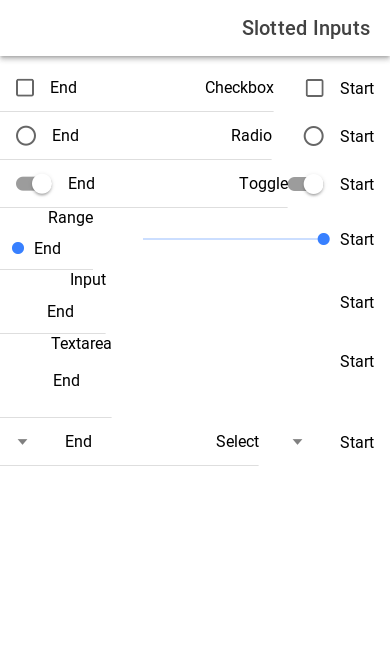 Slotted Inputs
End Checkbox Start
End Radio Start
End Toggle Start
Range
End Start
Input
End Start
Textarea
End Start
End Select Start